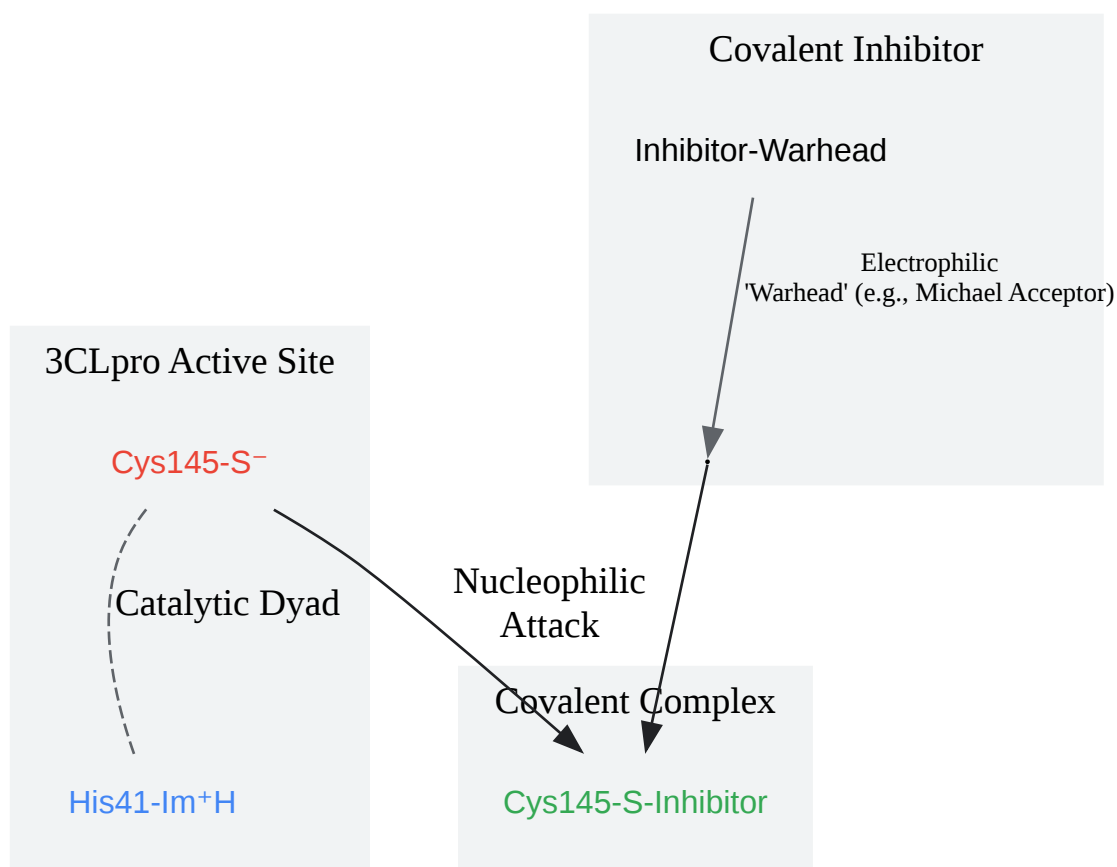 Covalent Inhibitor
Inhibitor-Warhead
Electrophilic
'Warhead' (e.g., Michael Acceptor)
3CLpro Active Site
Cys145-S⁻
Catalytic Dyad
His41-Im⁺H
Nucleophilic
Attack
Covalent Complex
Cys145-S-Inhibitor